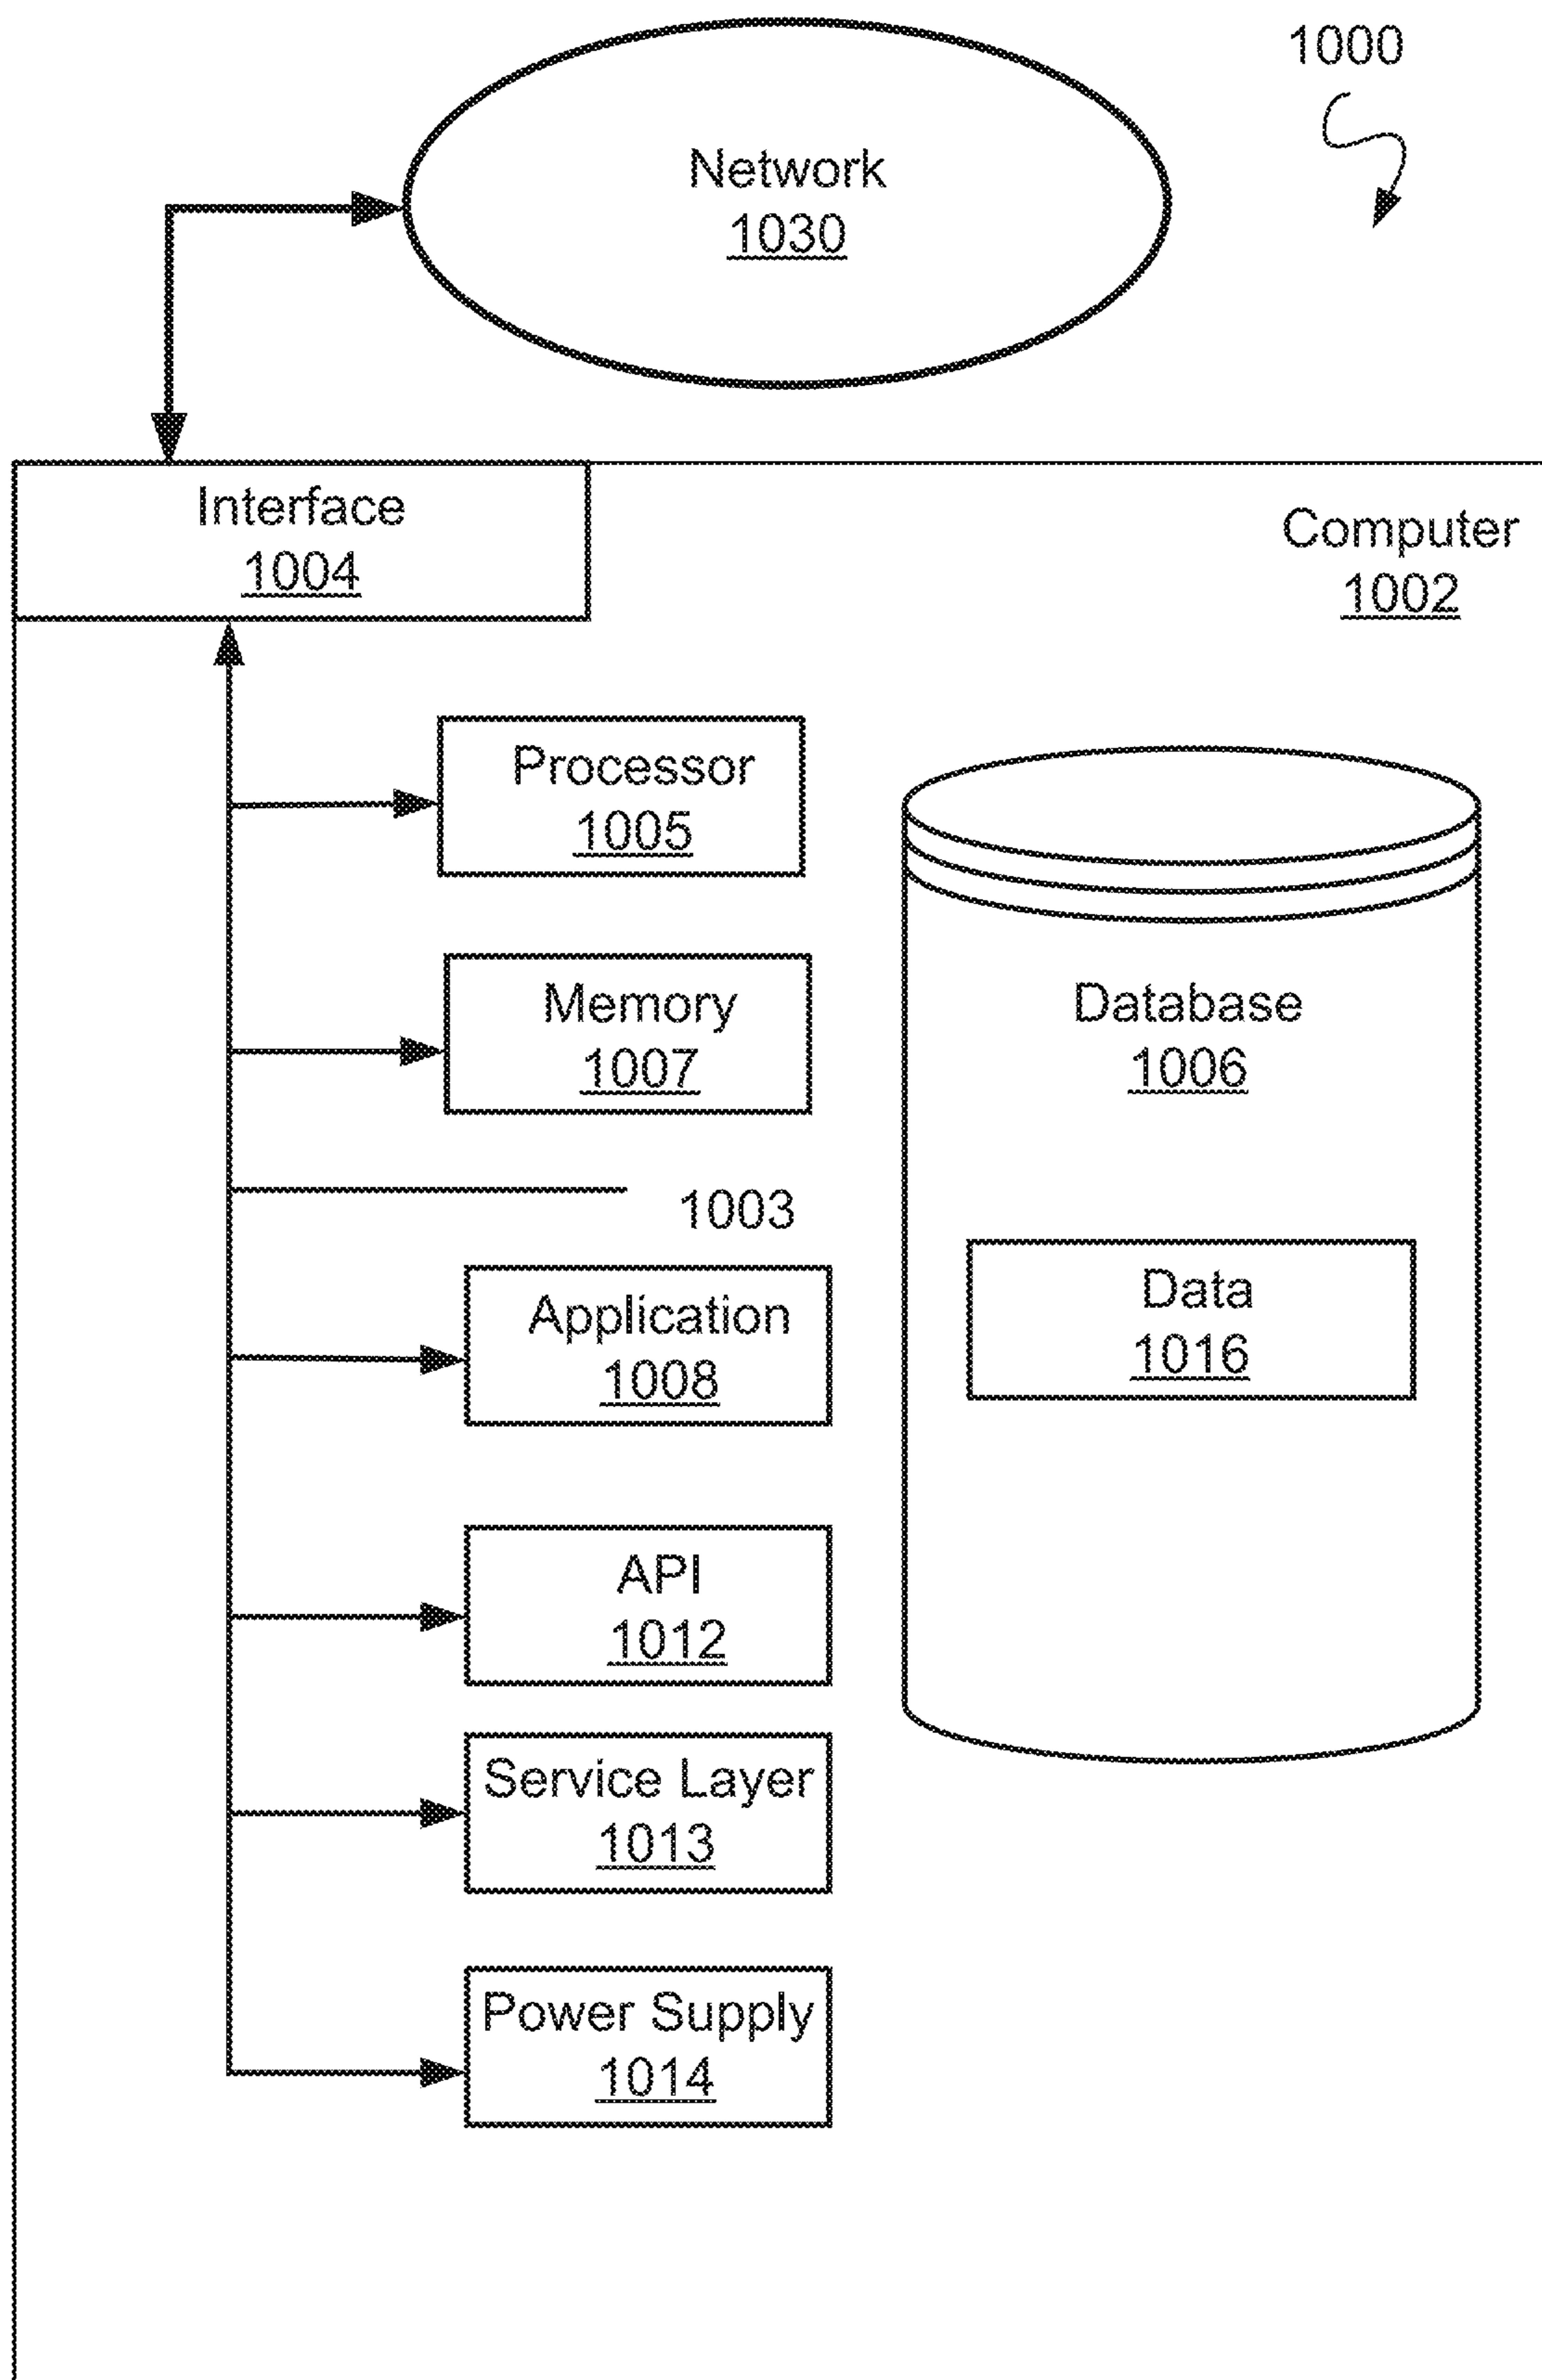 1000
Network
1030
Interface
1004
Computer
1002
Processor
1005
Memory
1007
Database
1006
1003
Data
1016
Application
1008
API
1012
Service Layer
1013
Power Supply
1014